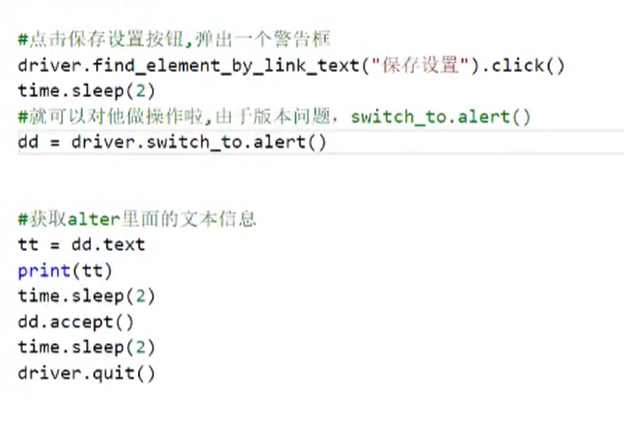 #点击保存设置按钮,弹出一个警告框
driver.find_element_by_link_text("保存设置").click()
time.sleep(2)
#就可以对他做操作啦,由于版本问题，switch_to.alert()
dd = driver.switch_to.alert()
#获取alter里面的文本信息
tt = dd.text
print(tt)
time.sleep(2)
dd.accept()
time.sleep(2)
driver.quit()